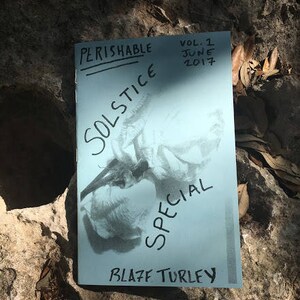 PERISHABLE
VOL. 2
JUNE
2017
SOLSTICE
SPECIAL
BLAZE TURLEY